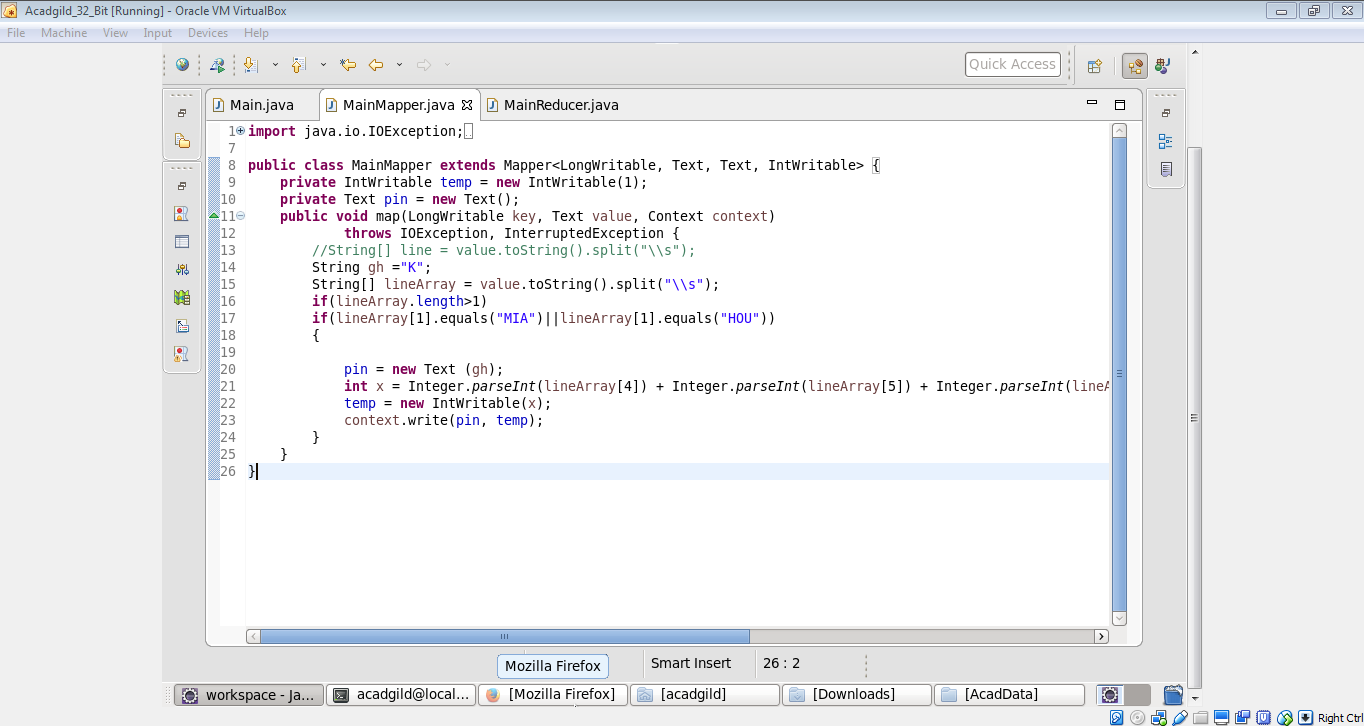 Acadgild_32_Bit [Running] - Oracle VM VirtualBox
File Machine View Input Devices Help
Quick Access
Main.java MainMapper.java MainReducer.java
1 import java.io.IOException;
7
8 public class MainMapper extends Mapper<LongWritable, Text, Text, IntWritable> {
9 private IntWritable temp = new IntWritable(1);
10 private Text pin = new Text();
11 public void map(LongWritable key, Text value, Context context)
12 throws IOException, InterruptedException {
13 //String[] line = value.toString().split("\\s");
14 String gh ="K";
15 String[] lineArray = value.toString().split("\\s");
16 if(lineArray.length>1)
17 if(lineArray[1].equals("MIA")||lineArray[1].equals("HOU"))
18 {
19
20 pin = new Text (gh);
21 int x = Integer.parseInt(lineArray[4]) + Integer.parseInt(lineArray[5]) + Integer.parseInt(lineA
22 temp = new IntWritable(x);
23 context.write(pin, temp);
24 }
25 }
26 }
Mozilla Firefox Smart Insert 26 : 2
workspace - Ja... acadgild@local... [Mozilla Firefox] [acadgild] [Downloads] [AcadData]
Right Ctrl